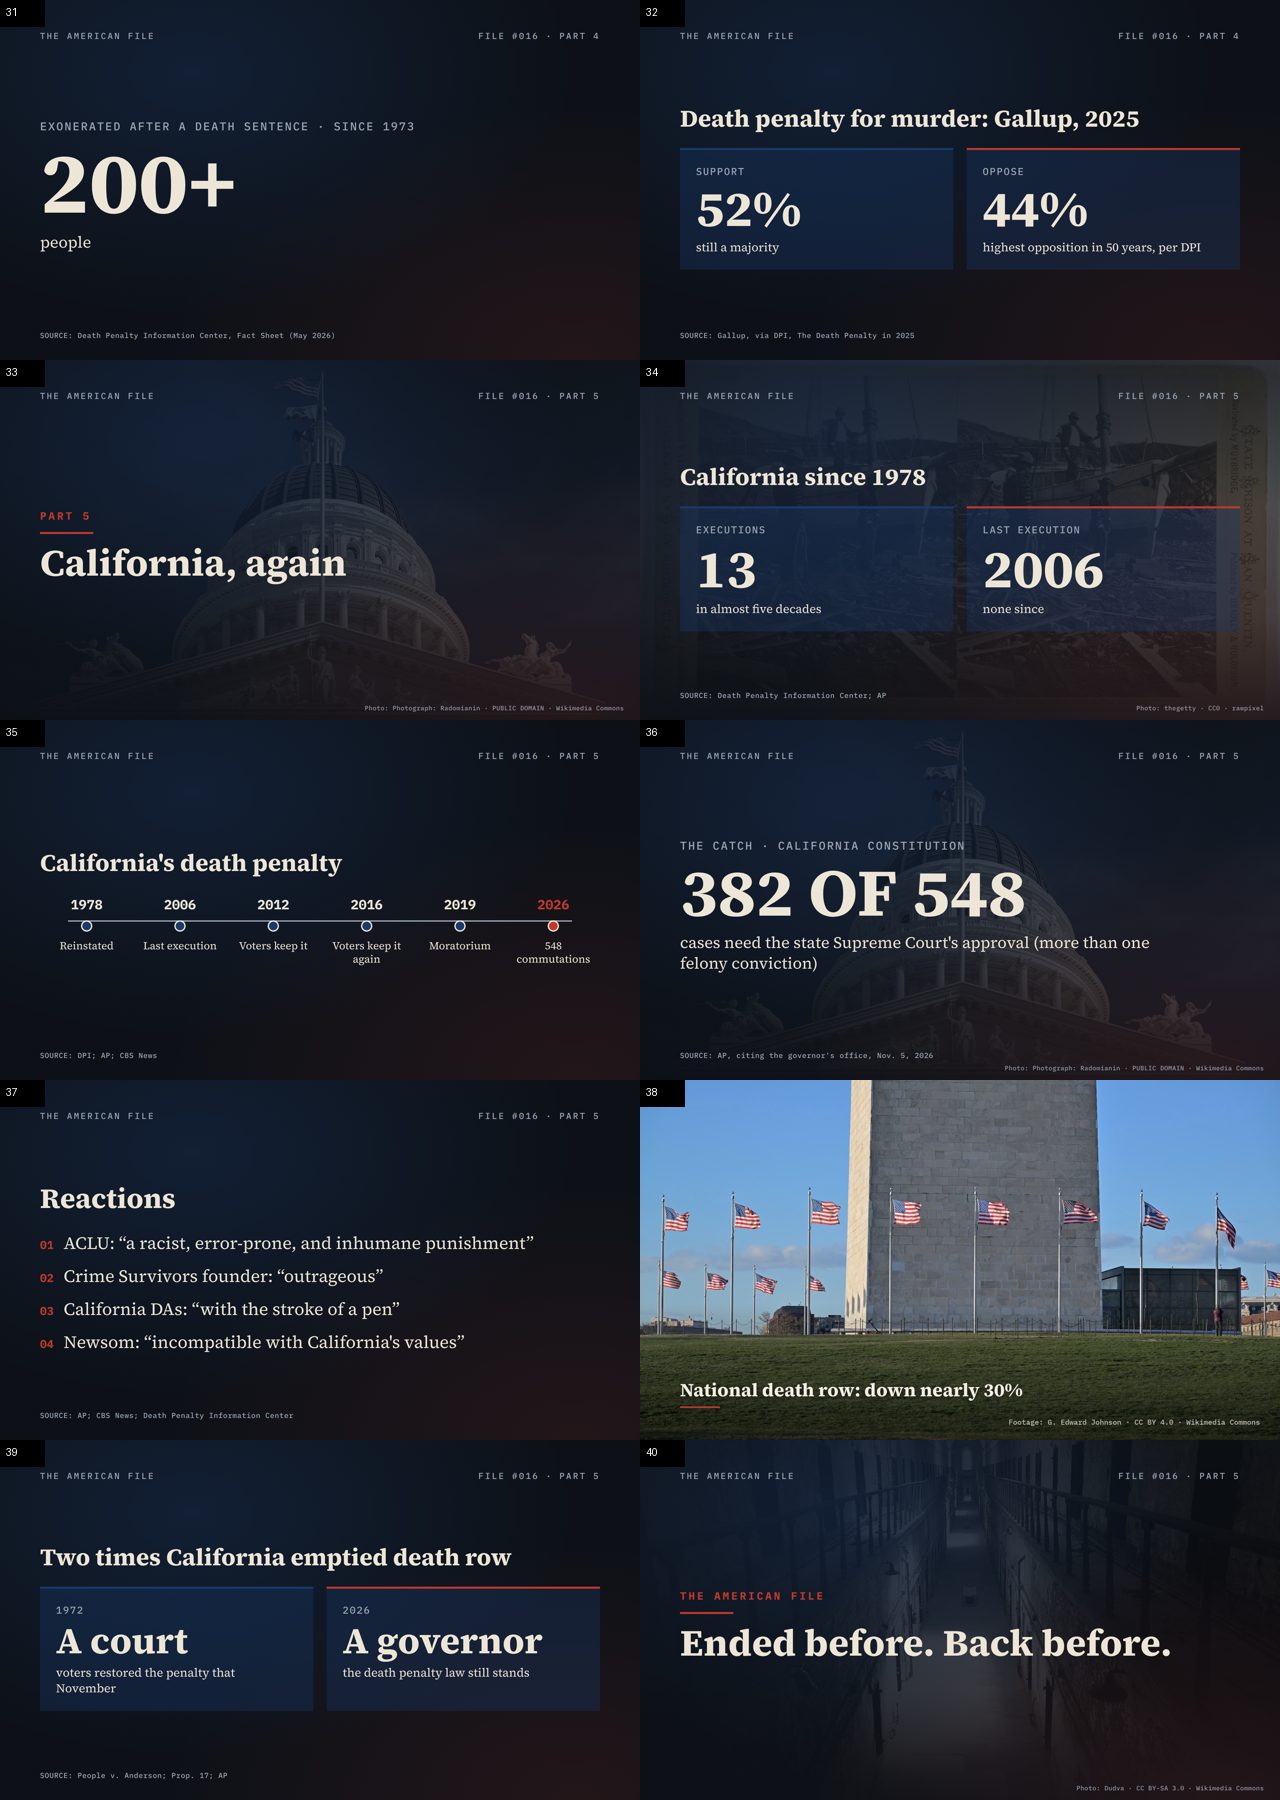 31
THE AMERICAN FILE
FILE #016 · PART 4
EXONERATED AFTER A DEATH SENTENCE · SINCE 1973
200+
people
SOURCE: Death Penalty Information Center, Fact Sheet (May 2026)
32
THE AMERICAN FILE
FILE #016 · PART 4
Death penalty for murder: Gallup, 2025
SUPPORT
52%
still a majority
OPPOSE
44%
highest opposition in 50 years, per DPI
SOURCE: Gallup, via DPI, The Death Penalty in 2025
33
THE AMERICAN FILE
FILE #016 · PART 5
PART 5
California, again
Photo: Photograph: Radomianin · PUBLIC DOMAIN · Wikimedia Commons
34
THE AMERICAN FILE
FILE #016 · PART 5
California since 1978
EXECUTIONS
13
in almost five decades
LAST EXECUTION
2006
none since
SOURCE: Death Penalty Information Center; AP
Photo: thegetty · CC0 · rawpixel
35
THE AMERICAN FILE
FILE #016 · PART 5
California's death penalty
1978
2006
2012
2016
2019
2026
Reinstated
Last execution
Voters keep it
Voters keep it
again
Moratorium
548
commutations
SOURCE: DPI; AP; CBS News
36
THE AMERICAN FILE
FILE #016 · PART 5
THE CATCH · CALIFORNIA CONSTITUTION
382 OF 548
cases need the state Supreme Court's approval (more than one
felony conviction)
SOURCE: AP, citing the governor's office, Nov. 5, 2026
Photo: Photograph: Radomianin · PUBLIC DOMAIN · Wikimedia Commons
37
THE AMERICAN FILE
FILE #016 · PART 5
Reactions
01 ACLU: “a racist, error-prone, and inhumane punishment”
02 Crime Survivors founder: “outrageous”
03 California DAs: “with the stroke of a pen”
04 Newsom: “incompatible with California's values”
SOURCE: AP; CBS News; Death Penalty Information Center
38
National death row: down nearly 30%
Footage: G. Edward Johnson · CC BY 4.0 · Wikimedia Commons
39
THE AMERICAN FILE
FILE #016 · PART 5
Two times California emptied death row
1972
A court
voters restored the penalty that
November
2026
A governor
the death penalty law still stands
SOURCE: People v. Anderson; Prop. 17; AP
40
THE AMERICAN FILE
FILE #016 · PART 5
THE AMERICAN FILE
Ended before. Back before.
Photo: Dudva · CC BY-SA 3.0 · Wikimedia Commons